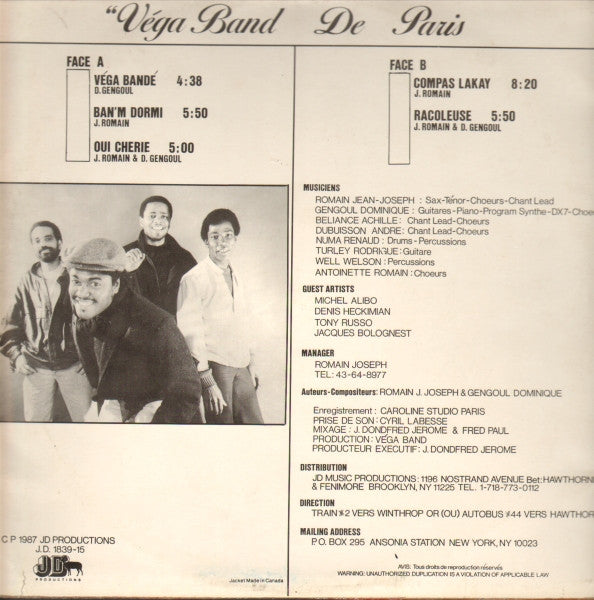 “Véga Band De Paris
FACE A
VÉGA BANDÉ 4:38
D. GENGOUL
BAN'M DORMI 5:50
J. ROMAIN
OUI CHERIE 5:00
J. ROMAIN & D. GENGOUL
FACE B
COMPAS LAKAY 8:20
J. ROMAIN
RACOLEUSE 5:50
J. ROMAIN & D. GENGOUL
MUSICIENS
ROMAIN JEAN-JOSEPH : Sax-Ténor-Choeurs-Chant Lead
GENGOUL DOMINIQUE : Guitares-Piano-Program Synthe-DX7-Choeu
BELIANCE ACHILLE : Chant Lead-Choeurs
DUBUISSON ANDRE : Chant Lead-Choeurs
NUMA RENAUD : Drums-Percussions
TURLEY RODRIGUE : Guitare
WELL WELSON : Percussions
ANTOINETTE ROMAIN : Choeurs
GUEST ARTISTS
MICHEL ALIBO
DENIS HECKIMIAN
TONY RUSSO
JACQUES BOLOGNEST
MANAGER
ROMAIN JOSEPH
TEL: 43-64-8977
Auteurs-Compositeurs: ROMAIN J. JOSEPH & GENGOUL DOMINIQUE
Enregistrement : CAROLINE STUDIO PARIS
PRISE DE SON: CYRIL LABESSE
MIXAGE : J. DONDFRED JEROME & FRED PAUL
PRODUCTION: VÉGA BAND
PRODUCTEUR EXECUTIF: J. DONDFRED JEROME
DISTRIBUTION
JD MUSIC PRODUCTIONS: 1196 NOSTRAND AVENUE Bet: HAWTHORNE
& FENIMORE BROOKLYN, NY 11225 TEL. 1-718-773-0112
DIRECTION
TRAIN #2 VERS WINTHROP OR (OU) AUTOBUS #44 VERS HAWTHOR
MAILING ADDRESS
P.O. BOX 295 ANSONIA STATION NEW YORK, NY 10023
C P 1987 JD PRODUCTIONS
J.D. 1839-15
JD
PRODUCTIONS
Jacket Made in Canada
AVIS: Tous droits de reproduction réservés
WARNING: UNAUTHORIZED DUPLICATION IS A VIOLATION OF APPLICABLE LAW